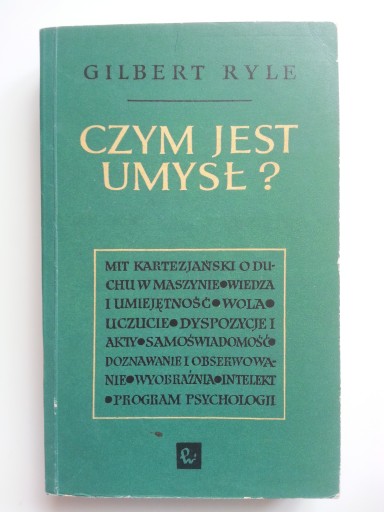 GILBERT RYLE
CZYM JEST
UMYSŁ?
MIT KARTEZJAŃSKI O DU-
CHU W MASZYNIE•WIEDZA
I UMIEJĘTNOŚĆ•WOLA•
UCZUCIE•DYSPOZYCJE I
AKTY•SAMOŚWIADOMOŚĆ•
DOZNAWANIE I OBSERWOWA-
NIE•WYOBRAŹNIA•INTELEKT
•PROGRAM PSYCHOLOGII